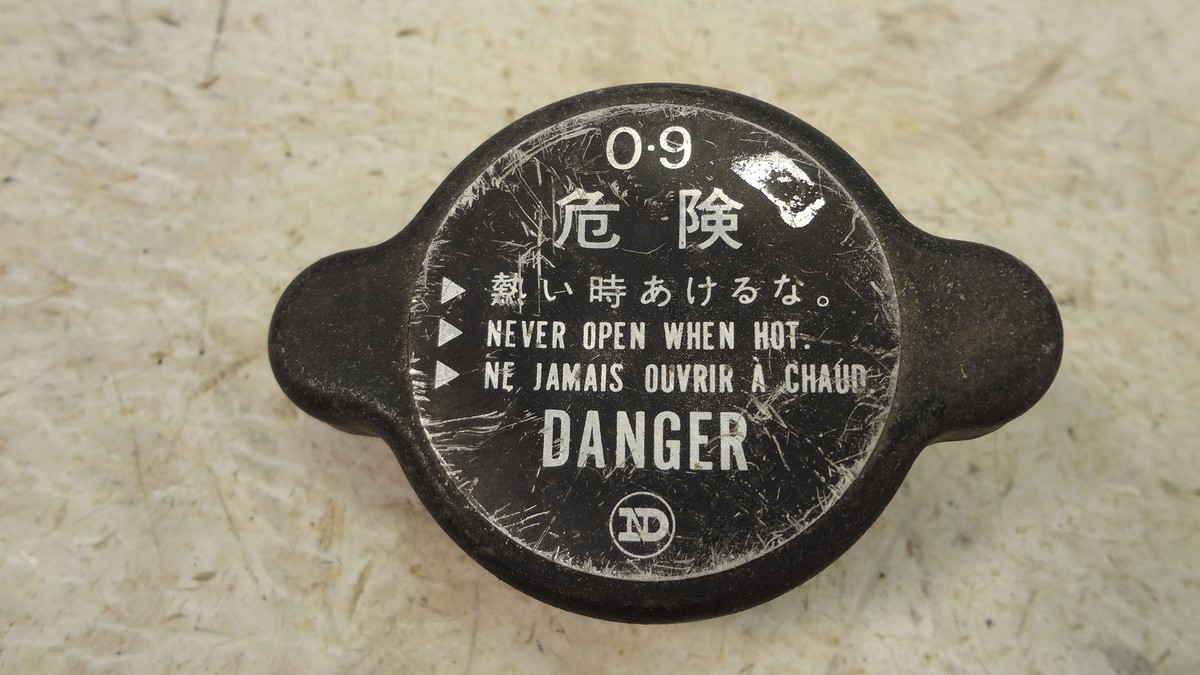 0.9
危険
▶ 熱い時あけるな。
▶ NEVER OPEN WHEN HOT.
▶ NE JAMAIS OUVRIR À CHAUD
DANGER
ND